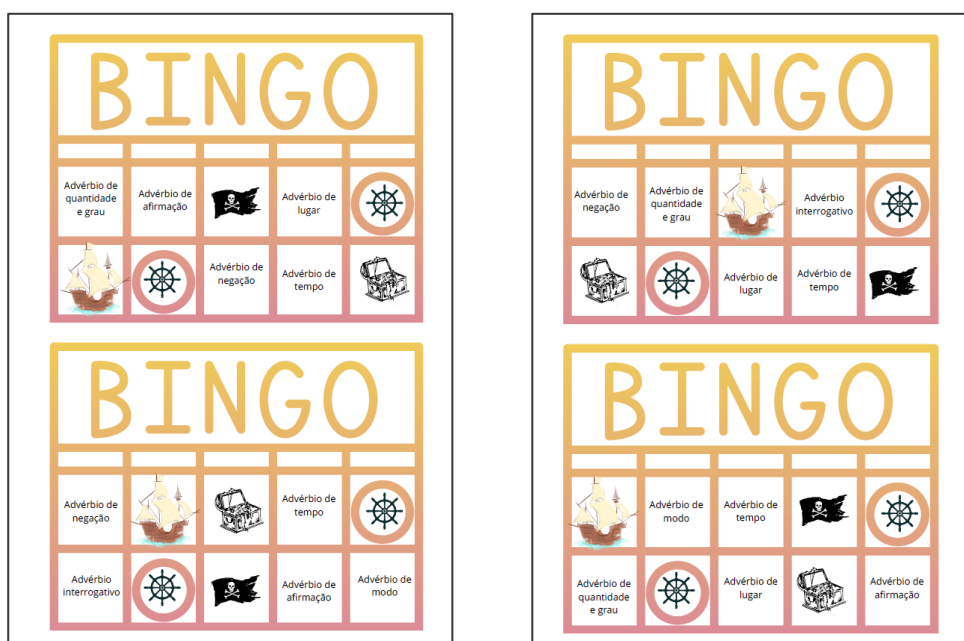 BINGO
Advérbio de
quantidade
e grau
Advérbio de
afirmação
Advérbio de
lugar
Advérbio de
negação
Advérbio de
tempo
BINGO
Advérbio de
negação
Advérbio de
quantidade
e grau
Advérbio
interrogativo
Advérbio de
lugar
Advérbio de
tempo
BINGO
Advérbio de
negação
Advérbio de
tempo
Advérbio
interrogativo
Advérbio de
afirmação
Advérbio de
modo
BINGO
Advérbio de
modo
Advérbio de
tempo
Advérbio de
quantidade
e grau
Advérbio de
lugar
Advérbio de
afirmação